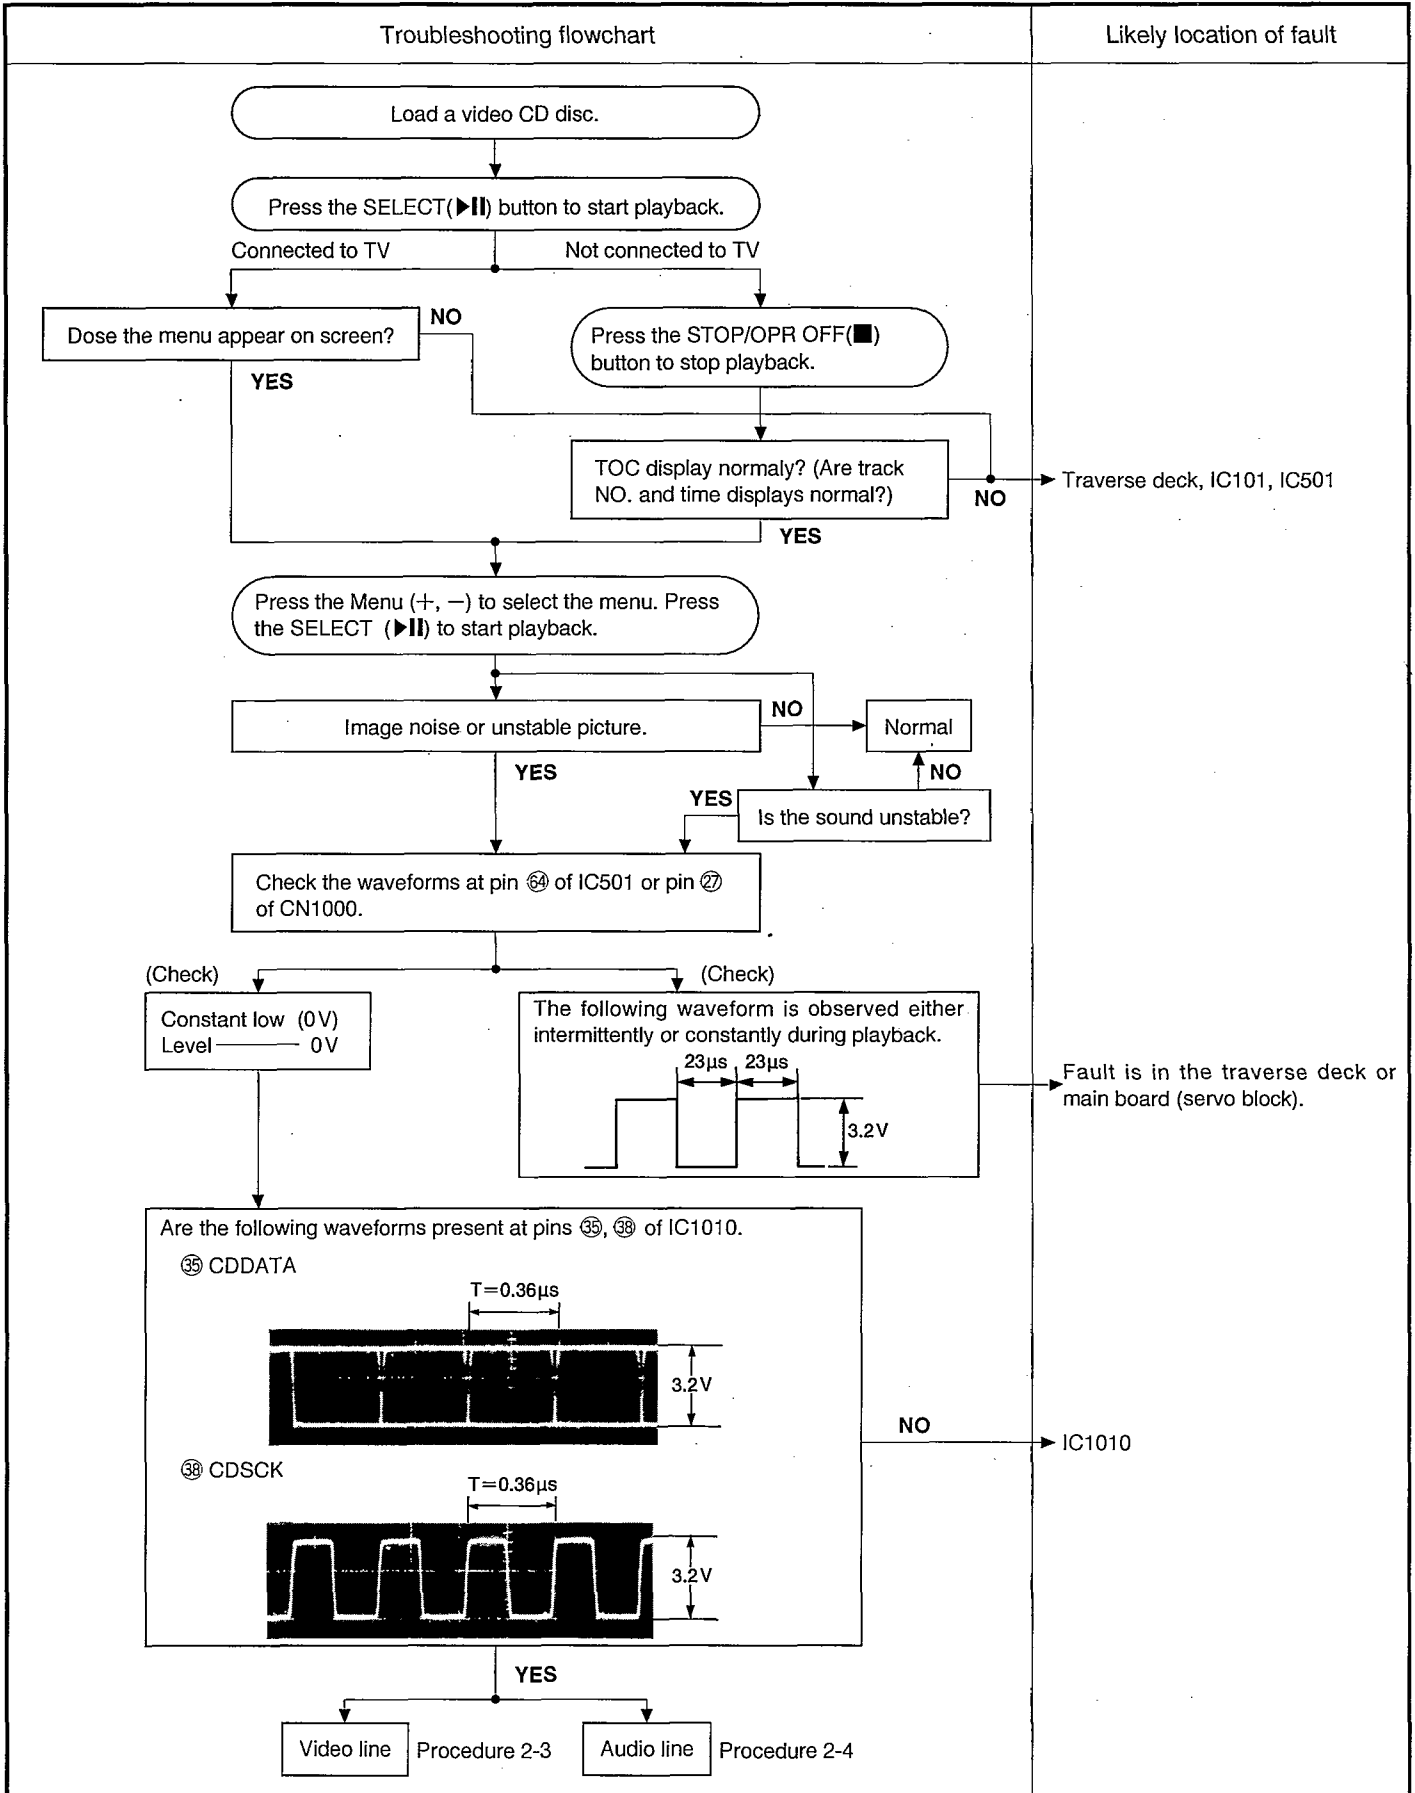 Troubleshooting flowchart
Likely location of fault
Load a video CD disc.
Press the SELECT(▶II) button to start playback.
Connected to TV
Not connected to TV
Dose the menu appear on screen?
NO
YES
Press the STOP/OPR OFF(■)
button to stop playback.
TOC display normaly? (Are track
NO. and time displays normal?)
NO
Traverse deck, IC101, IC501
YES
Press the Menu (+, −) to select the menu. Press
the SELECT (▶II) to start playback.
Image noise or unstable picture.
NO
Normal
YES
NO
YES
Is the sound unstable?
Check the waveforms at pin ㉔ of IC501 or pin ㉗
of CN1000.
(Check)
(Check)
Constant low (0V)
Level 0V
The following waveform is observed either
intermittently or constantly during playback.
23μs 23μs
3.2V
Fault is in the traverse deck or
main board (servo block).
Are the following waveforms present at pins ㉟, ㊳ of IC1010.
㉟ CDDATA
T=0.36μs
3.2V
NO
IC1010
㊳ CDSCK
T=0.36μs
3.2V
YES
Video line
Procedure 2-3
Audio line
Procedure 2-4